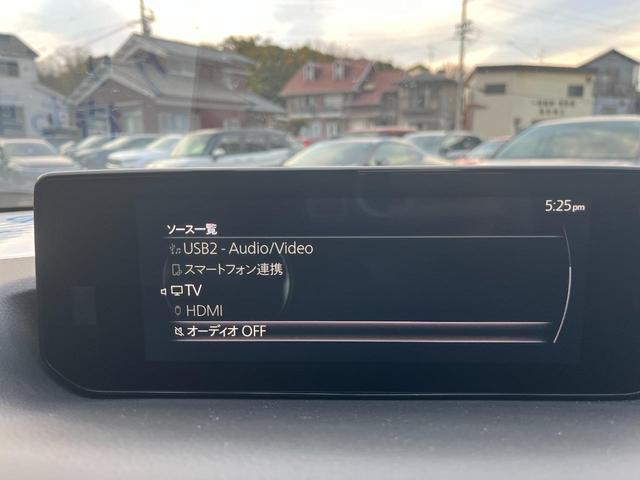 5:25pm
ソース一覧
USB2 - Audio/Video
スマートフォン連携
TV
HDMI
オーディオ OFF